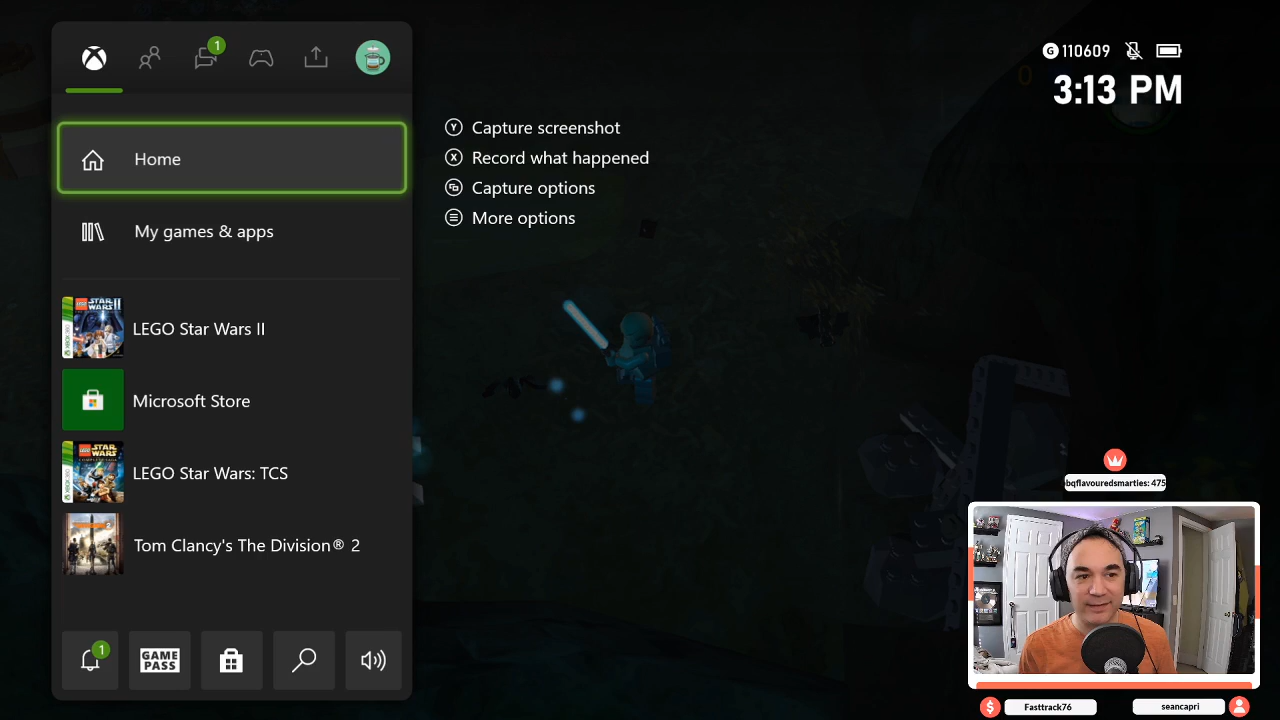 1
G 110609
3:13 PM
Home
Y Capture screenshot
X Record what happened
Capture options
More options
My games & apps
LEGO Star Wars II
Microsoft Store
LEGO Star Wars: TCS
Tom Clancy's The Division® 2
1
GAME
PASS
bqflavouredsmarties: 475
$ Fasttrack76
seancapri